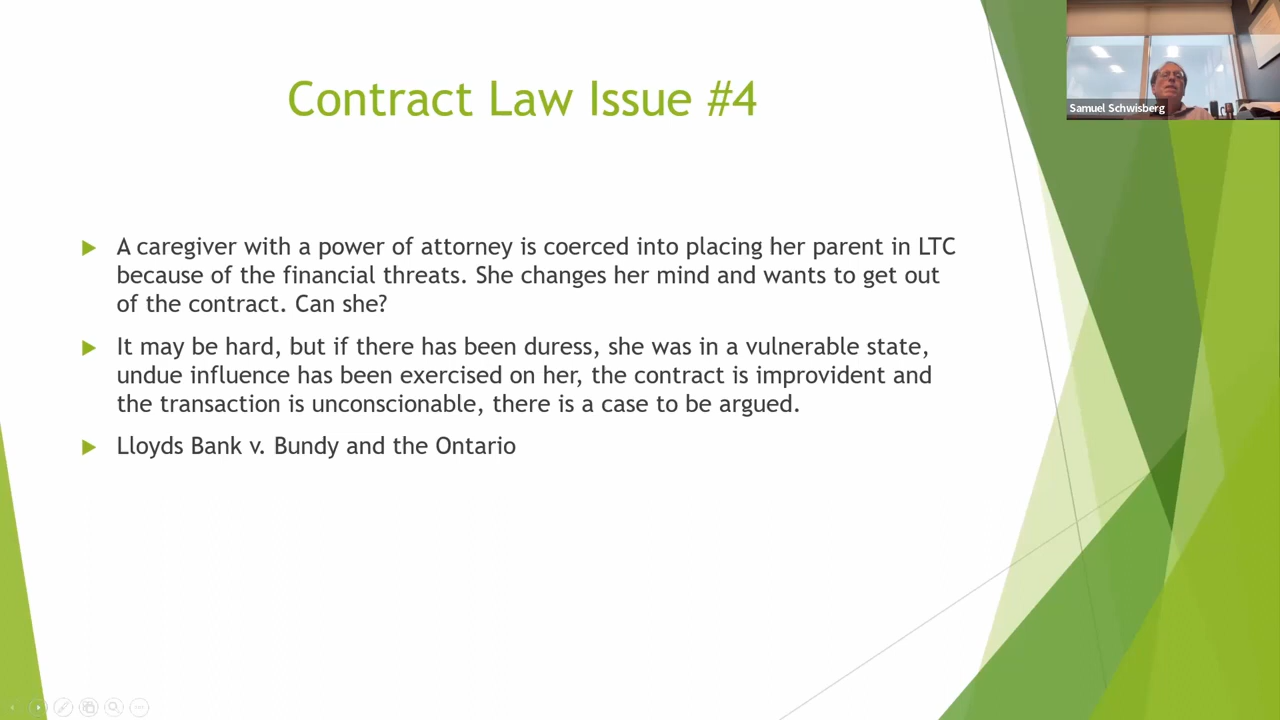 Contract Law Issue #4
Samuel Schwisberg
A caregiver with a power of attorney is coerced into placing her parent in LTC
because of the financial threats. She changes her mind and wants to get out
of the contract. Can she?
It may be hard, but if there has been duress, she was in a vulnerable state,
undue influence has been exercised on her, the contract is improvident and
the transaction is unconscionable, there is a case to be argued.
Lloyds Bank v. Bundy and the Ontario